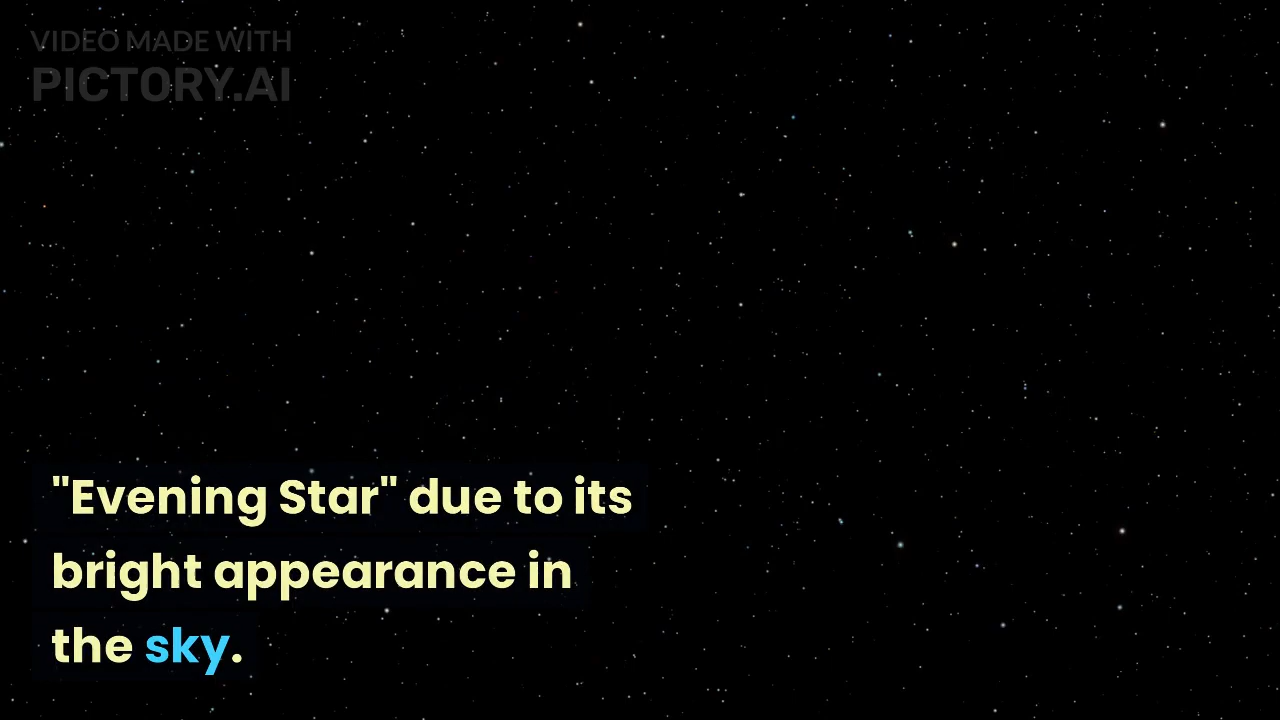 VIDEO MADE WITH
PICTORY.AI
"Evening Star" due to its
bright appearance in
the sky.